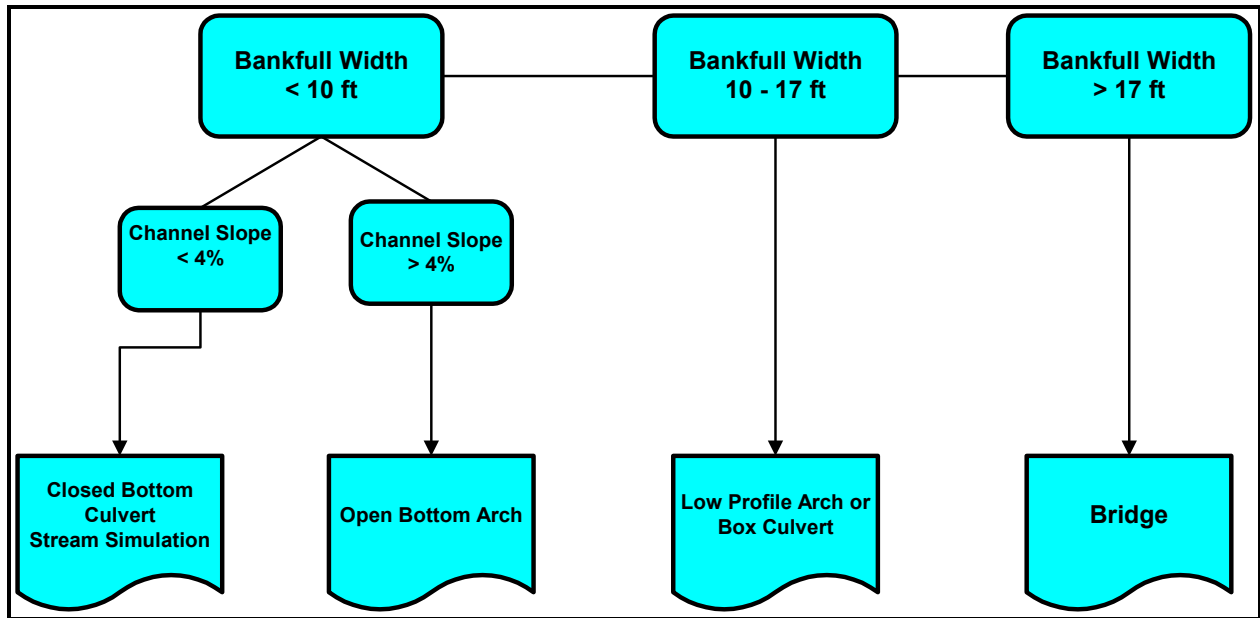 Bankfull Width
< 10 ft
Bankfull Width
10 - 17 ft
Bankfull Width
> 17 ft
Channel Slope
< 4%
Channel Slope
> 4%
Closed Bottom
Culvert
Stream Simulation
Open Bottom Arch
Low Profile Arch or
Box Culvert
Bridge